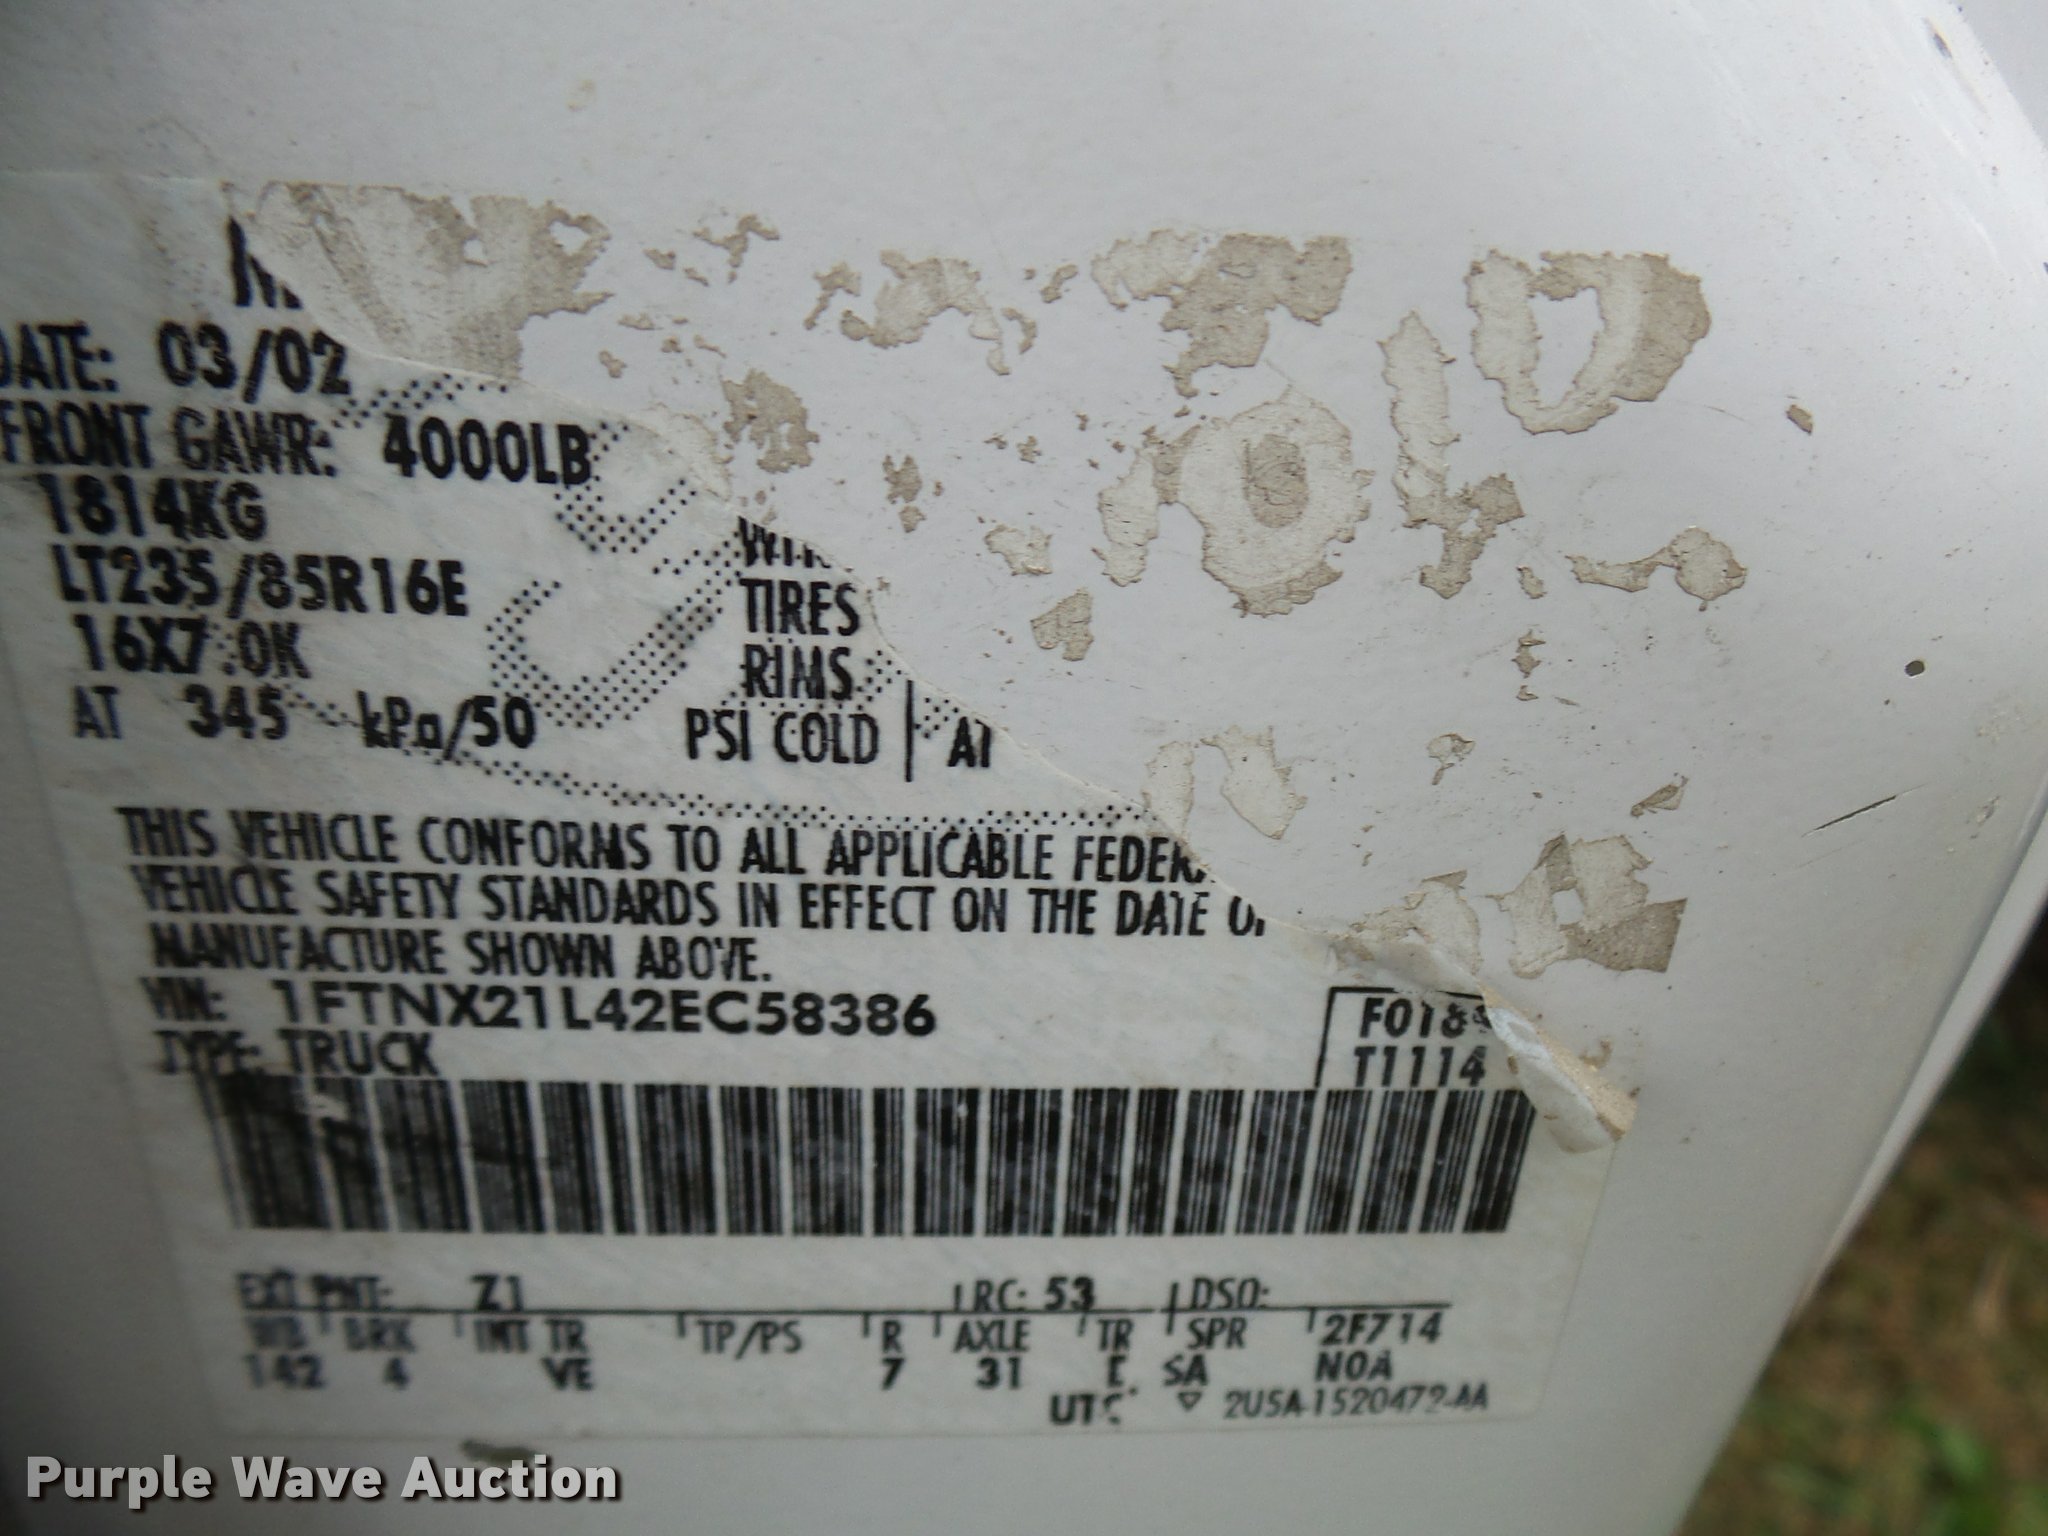 DATE: 03/02
FRONT GAWR: 4000LB
1814KG
LT235/85R16E
TIRES
16X7.0K
RIMS
AT 345 kPa/50 PSI COLD AT
THIS VEHICLE CONFORMS TO ALL APPLICABLE
VEHICLE SAFETY STANDARDS IN EFFECT ON THE DATE
MANUFACTURE SHOWN ABOVE.
VIN: 1FTNX21L42EC58386
TYPE: TRUCK
T1114
EXT PNT: Z1 RC: 53 DSO:
WB BRK INT TR TP/PS R AXLE TR SPR 2F714
142 4 VE 7 31 E SA N0A
▽ 2U5A-1520472-AA
Purple Wave Auction